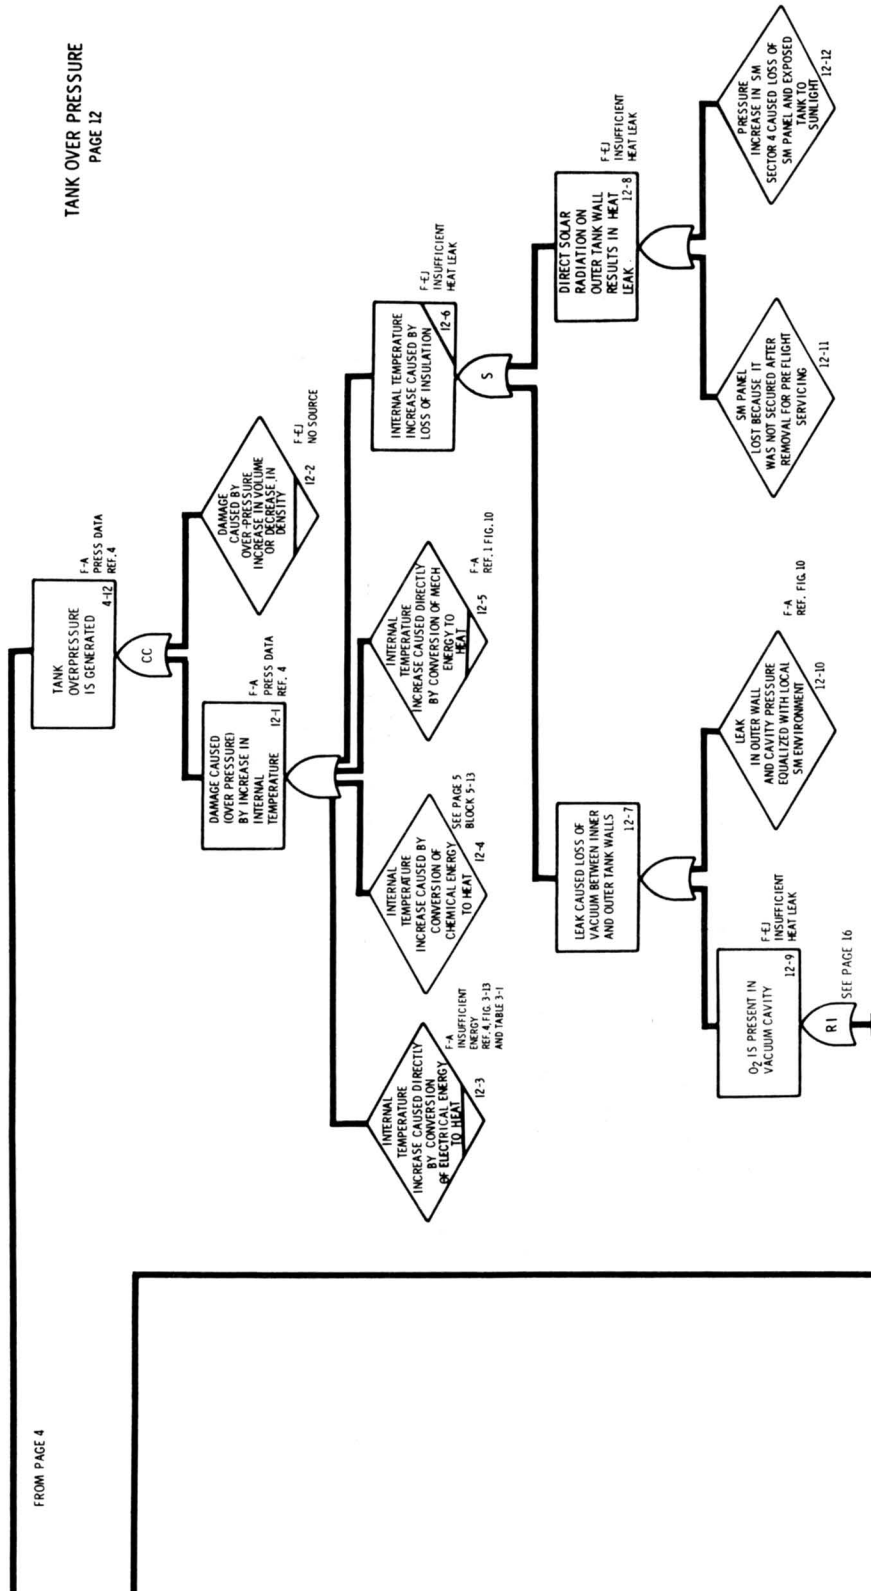 TANK OVER PRESSURE
PAGE 12
FROM PAGE 4
TANK
OVERPRESSURE
IS GENERATED
4-12
F-A
PRESS DATA
REF. 4
CC
DAMAGE CAUSED
(OVER PRESSURE)
BY INCREASE IN
INTERNAL
TEMPERATURE
12-1
F-A
PRESS DATA
REF. 4
DAMAGE
CAUSED BY
OVER-PRESSURE
INCREASE IN VOLUME
OR DECREASE IN
DENSITY
12-2
F-EJ
NO SOURCE
INTERNAL
TEMPERATURE
INCREASE CAUSED DIRECTLY
BY CONVERSION
OF ELECTRICAL ENERGY
TO HEAT
12-3
F-A
INSUFFICIENT
ENERGY
REF. 4, FIG. 3-13
AND TABLE 3-1
INTERNAL
TEMPERATURE
INCREASE CAUSED BY
CONVERSION OF
CHEMICAL ENERGY
TO HEAT
12-4
SEE PAGE 5
BLOCK 5-13
INTERNAL
TEMPERATURE
INCREASE CAUSED DIRECTLY
BY CONVERSION OF MECH
ENERGY TO
HEAT
12-5
F-A
REF. 1 FIG. 10
INTERNAL TEMPERATURE
INCREASE CAUSED BY
LOSS OF INSULATION
12-6
F-EJ
INSUFFICIENT
HEAT LEAK
S
LEAK CAUSED LOSS OF
VACUUM BETWEEN INNER
AND OUTER TANK WALLS
12-7
DIRECT SOLAR
RADIATION ON
OUTER TANK WALL
RESULTS IN HEAT
LEAK.
12-8
F-EJ
INSUFFICIENT
HEAT LEAK
O2 IS PRESENT IN
VACUUM CAVITY
12-9
F-EJ
INSUFFICIENT
HEAT LEAK
R1
SEE PAGE 16
LEAK
IN OUTER WALL
AND CAVITY PRESSURE
EQUALIZED WITH LOCAL
SM ENVIRONMENT
12-10
F-A
REF. FIG. 10
SM PANEL
LOST BECAUSE IT
WAS NOT SECURED AFTER
REMOVAL FOR PREFLIGHT
SERVICING
12-11
PRESSURE
INCREASE IN SM
SECTOR 4 CAUSED LOSS OF
SM PANEL AND EXPOSED
TANK TO
SUNLIGHT
12-12